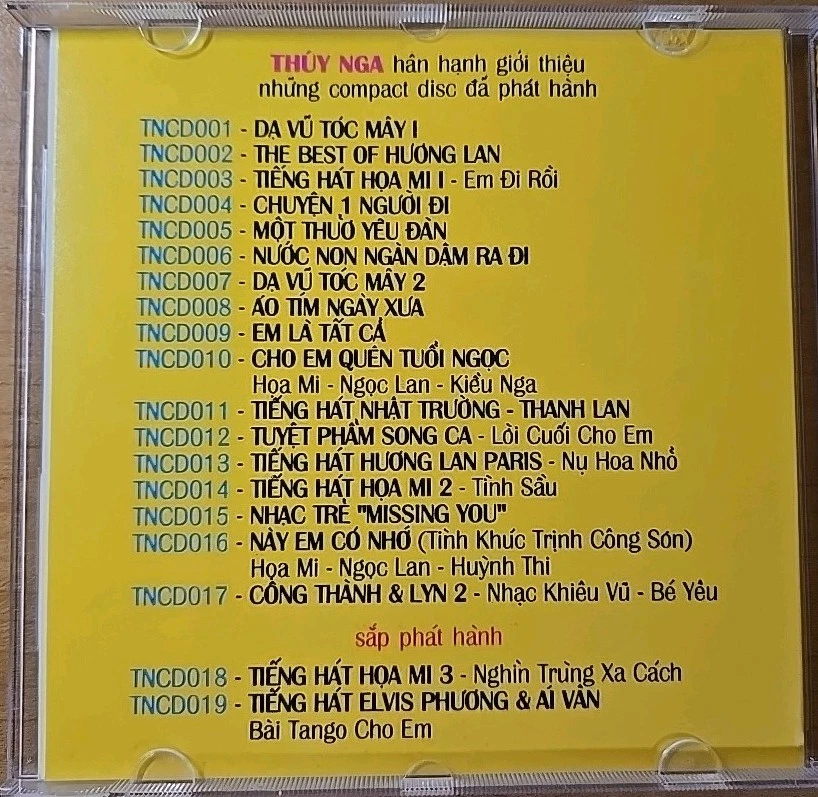 THÚY NGA hân hạnh giới thiệu
những compact disc đã phát hành
TNCD001 - DẠ VŨ TÓC MÂY 1
TNCD002 - THE BEST OF HƯƠNG LAN
TNCD003 - TIẾNG HÁT HỌA MI 1 - Em Đi Rồi
TNCD004 - CHUYỆN 1 NGƯỜI ĐI
TNCD005 - MỘT THUỞ YÊU ĐÀN
TNCD006 - NƯỚC NON NGÀN DẬM RA ĐI
TNCD007 - DẠ VŨ TÓC MÂY 2
TNCD008 - ÁO TÍM NGÀY XƯA
TNCD009 - EM LÀ TẤT CẢ
TNCD010 - CHO EM QUÊN TUỔI NGỌC
Họa Mi - Ngọc Lan - Kiều Nga
TNCD011 - TIẾNG HÁT NHẬT TRƯỜNG - THANH LAN
TNCD012 - TUYỆT PHẨM SONG CA - Lời Cuối Cho Em
TNCD013 - TIẾNG HÁT HƯƠNG LAN PARIS - Nụ Hoa Nhỏ
TNCD014 - TIẾNG HÁT HỌA MI 2 - Tình Sầu
TNCD015 - NHẠC TRẺ "MISSING YOU"
TNCD016 - NÀY EM CÓ NHỚ (Tình Khúc Trịnh Công Sơn)
Họa Mi - Ngọc Lan - Huỳnh Thi
TNCD017 - CÔNG THÀNH & LYN 2 - Nhạc Khiêu Vũ - Bé Yêu
sắp phát hành
TNCD018 - TIẾNG HÁT HỌA MI 3 - Nghìn Trùng Xa Cách
TNCD019 - TIẾNG HÁT ELVIS PHƯƠNG & ÁI VÂN
Bài Tango Cho Em